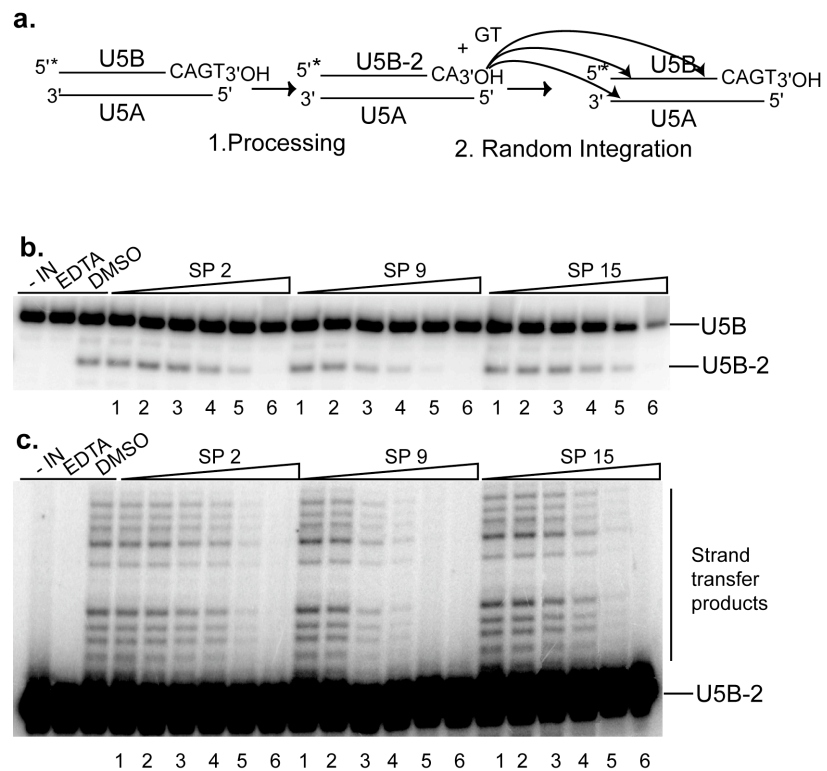 a.
+ GT
5'* U5B CAGT3'OH
3' U5A 5'
5'* U5B-2 CA3'OH
U5A 5'
5'* U5B CAGT3'OH
3' U5A 5'
1.Processing
2. Random Integration
b.
- IN EDTA DMSO SP 2 SP 9 SP 15
U5B
U5B-2
1 2 3 4 5 6 1 2 3 4 5 6 1 2 3 4 5 6
c.
- IN EDTA DMSO SP 2 SP 9 SP 15
Strand
transfer
products
U5B-2
1 2 3 4 5 6 1 2 3 4 5 6 1 2 3 4 5 6